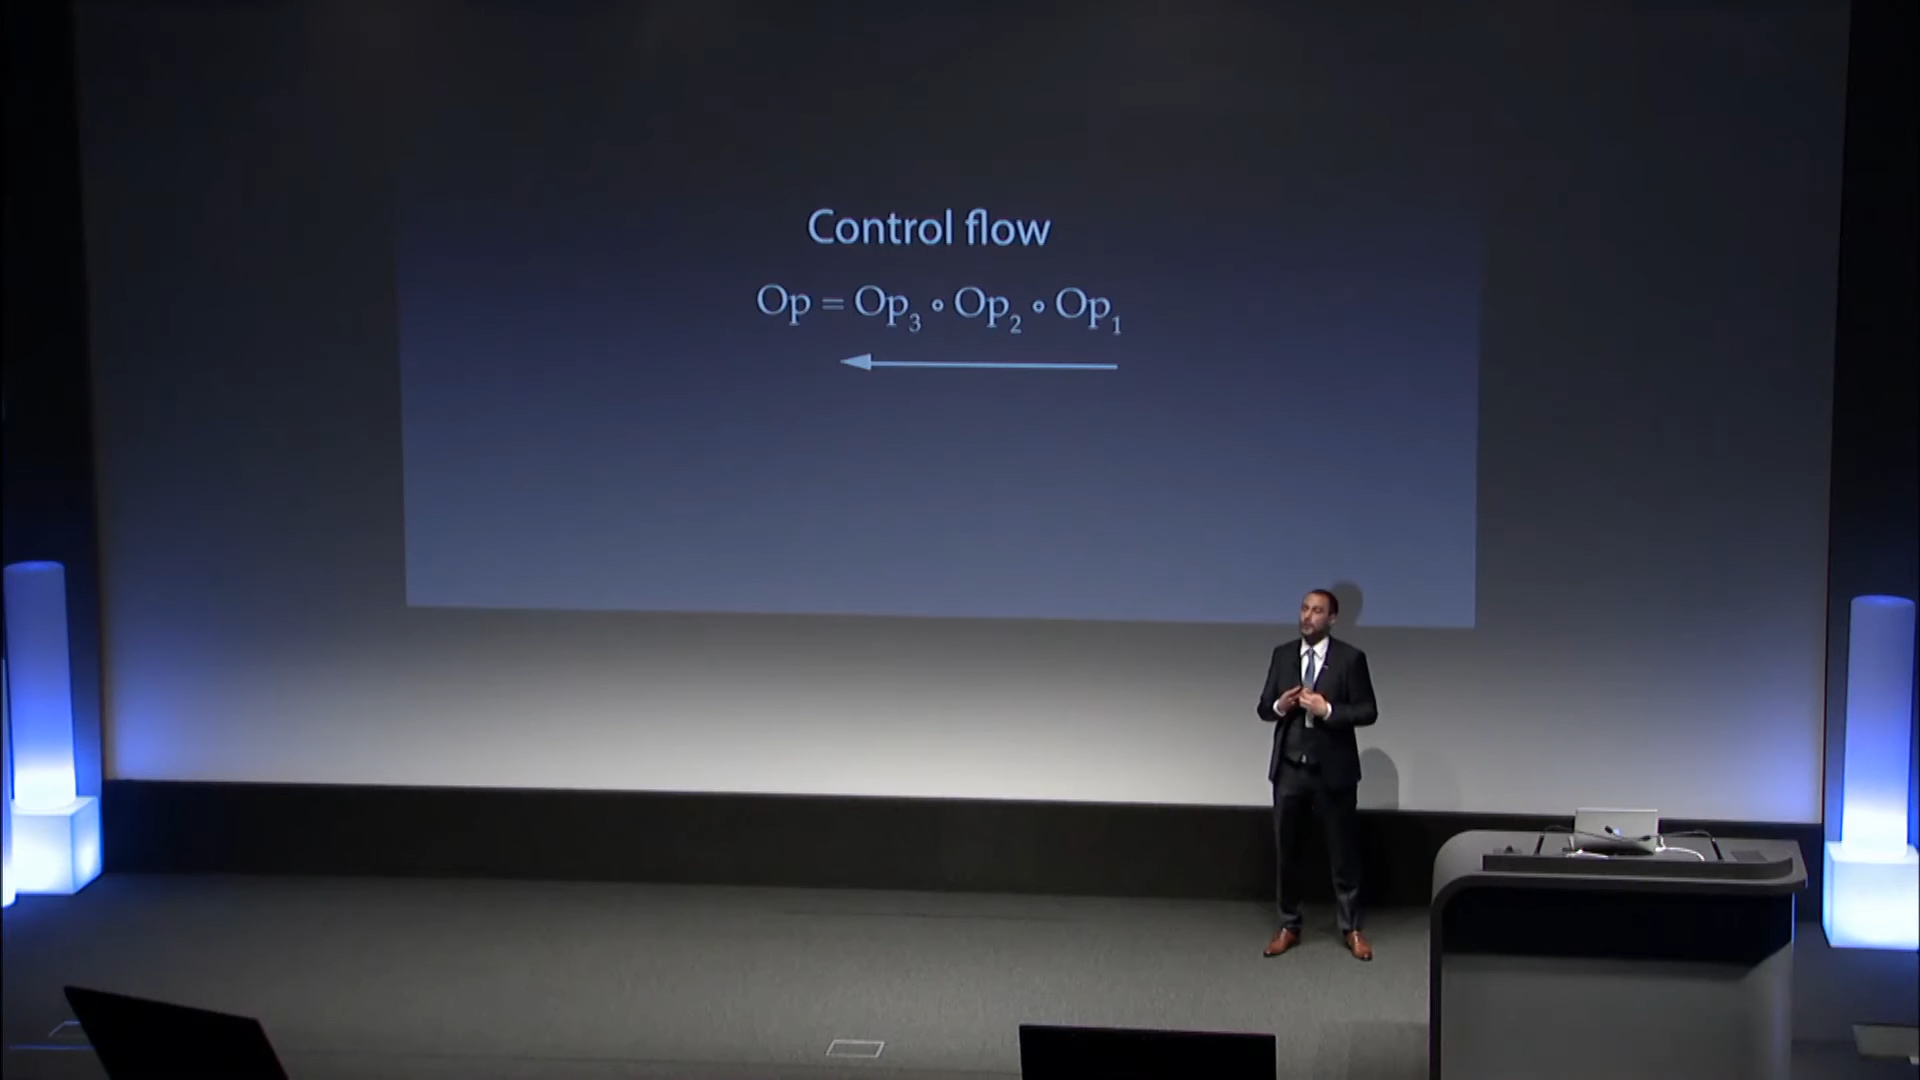 Control flow
Op = Op₃ ∘ Op₂ ∘ Op₁